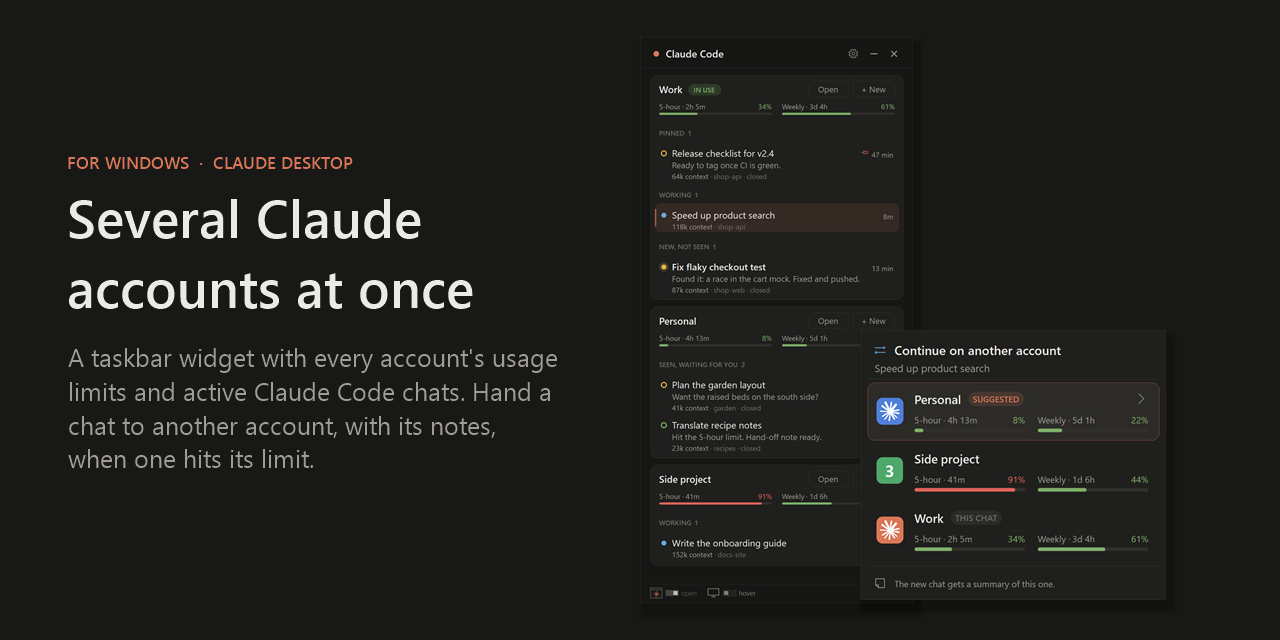 FOR WINDOWS · CLAUDE DESKTOP
Several Claude
accounts at once
A taskbar widget with every account's usage
limits and active Claude Code chats. Hand a
chat to another account, with its notes,
when one hits its limit.
Claude Code
Work IN USE Open + New
5-hour · 2h 5m 34% Weekly · 3d 4h 61%
PINNED 1
Release checklist for v2.4 47 min
Ready to tag once CI is green.
64k context · shop-api · closed
WORKING 1
Speed up product search 8m
118k context · shop-api
NEW, NOT SEEN 1
Fix flaky checkout test 13 min
Found it: a race in the cart mock. Fixed and pushed.
87k context · shop-web · closed
Personal Open + New
5-hour · 4h 13m 8% Weekly · 5d 1h
SEEN, WAITING FOR YOU 2
Plan the garden layout
Want the raised beds on the south side?
41k context · garden · closed
Translate recipe notes
Hit the 5-hour limit. Hand-off note ready.
23k context · recipes · closed
Side project Open
5-hour · 41m 91% Weekly · 1d 6h
WORKING 1
Write the onboarding guide
152k context · docs-site
open hover
Continue on another account
Speed up product search
Personal SUGGESTED
5-hour · 4h 13m 8% Weekly · 5d 1h 22%
3 Side project
5-hour · 41m 91% Weekly · 1d 6h 44%
Work THIS CHAT
5-hour · 2h 5m 34% Weekly · 3d 4h 61%
The new chat gets a summary of this one.